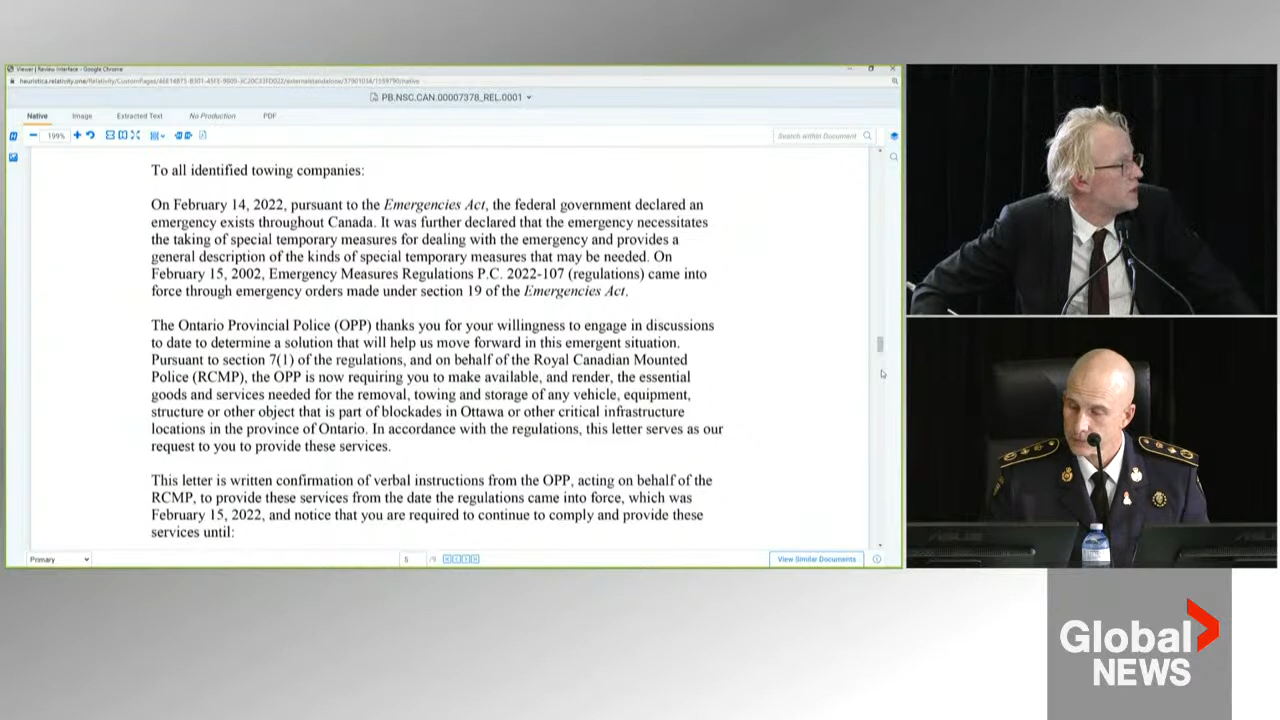 Viewer | Review Interface - Google Chrome
PB.NSC.CAN.00007378_REL.0001
Native Image Extracted Text No Production PDF
199% Search within Document
To all identified towing companies:
On February 14, 2022, pursuant to the Emergencies Act, the federal government declared an
emergency exists throughout Canada. It was further declared that the emergency necessitates
the taking of special temporary measures for dealing with the emergency and provides a
general description of the kinds of special temporary measures that may be needed. On
February 15, 2002, Emergency Measures Regulations P.C. 2022-107 (regulations) came into
force through emergency orders made under section 19 of the Emergencies Act.
The Ontario Provincial Police (OPP) thanks you for your willingness to engage in discussions
to date to determine a solution that will help us move forward in this emergent situation.
Pursuant to section 7(1) of the regulations, and on behalf of the Royal Canadian Mounted
Police (RCMP), the OPP is now requiring you to make available, and render, the essential
goods and services needed for the removal, towing and storage of any vehicle, equipment,
structure or other object that is part of blockades in Ottawa or other critical infrastructure
locations in the province of Ontario. In accordance with the regulations, this letter serves as our
request to you to provide these services.
This letter is written confirmation of verbal instructions from the OPP, acting on behalf of the
RCMP, to provide these services from the date the regulations came into force, which was
February 15, 2022, and notice that you are required to continue to comply and provide these
services until:
Primary 5 /9 View Similar Documents
Global
NEWS